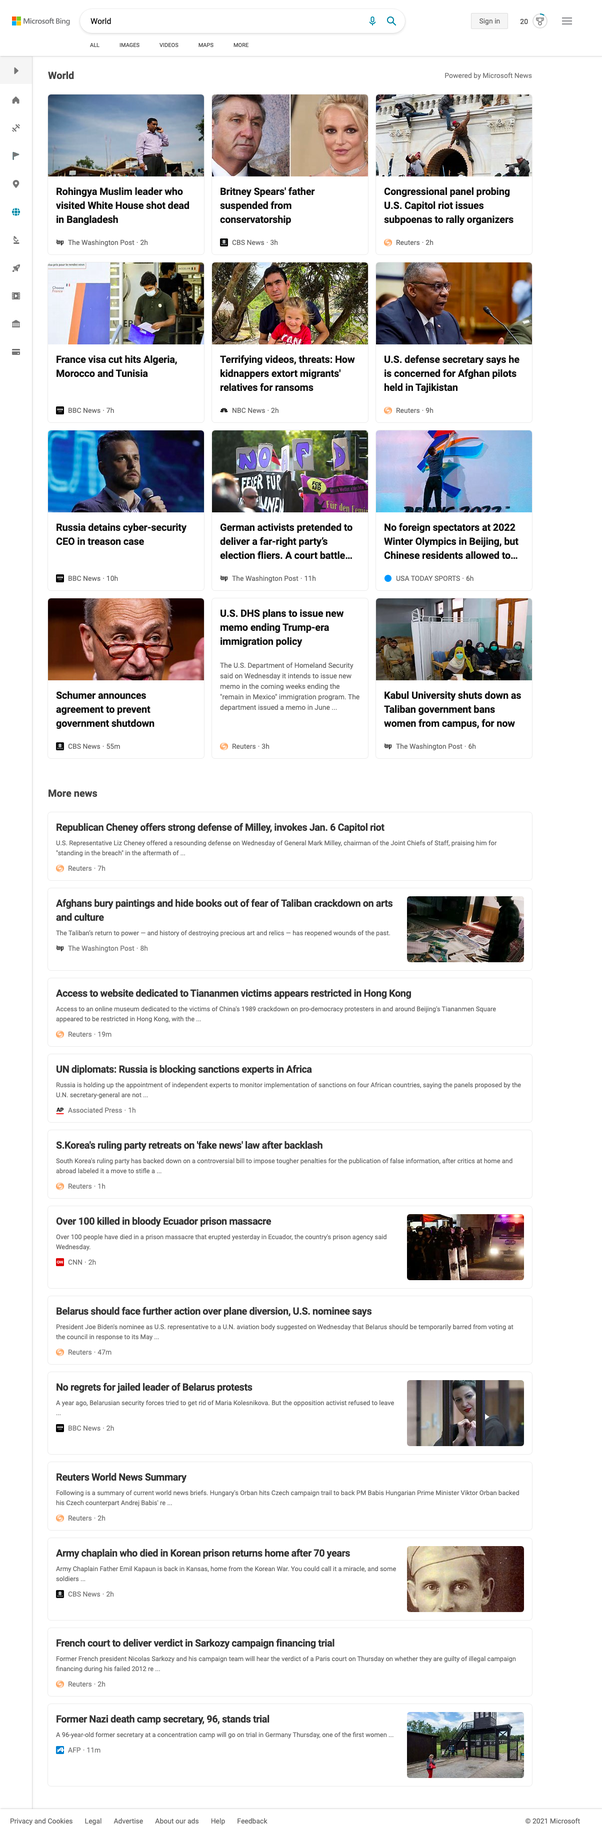 Microsoft Bing
World
Sign in
20
ALL
IMAGES
VIDEOS
MAPS
MORE
World
Powered by Microsoft News
Rohingya Muslim leader who
visited White House shot dead
in Bangladesh
The Washington Post · 2h
Britney Spears' father
suspended from
conservatorship
CBS News · 3h
Congressional panel probing
U.S. Capitol riot issues
subpoenas to rally organizers
Reuters · 2h
France visa cut hits Algeria,
Morocco and Tunisia
BBC News · 7h
Terrifying videos, threats: How
kidnappers extort migrants'
relatives for ransoms
NBC News · 2h
U.S. defense secretary says he
is concerned for Afghan pilots
held in Tajikistan
Reuters · 9h
Russia detains cyber-security
CEO in treason case
BBC News · 10h
German activists pretended to
deliver a far-right party's
election fliers. A court battle...
The Washington Post · 11h
No foreign spectators at 2022
Winter Olympics in Beijing, but
Chinese residents allowed to...
USA TODAY SPORTS · 6h
Schumer announces
agreement to prevent
government shutdown
CBS News · 55m
U.S. DHS plans to issue new
memo ending Trump-era
immigration policy
The U.S. Department of Homeland Security
said on Wednesday it intends to issue new
memo in the coming weeks ending the
"remain in Mexico" immigration program. The
department issued a memo in June ...
Reuters · 3h
Kabul University shuts down as
Taliban government bans
women from campus, for now
The Washington Post · 6h
More news
Republican Cheney offers strong defense of Milley, invokes Jan. 6 Capitol riot
U.S. Representative Liz Cheney offered a resounding defense on Wednesday of General Mark Milley, chairman of the Joint Chiefs of Staff, praising him for
"standing in the breach" in the aftermath of ...
Reuters · 7h
Afghans bury paintings and hide books out of fear of Taliban crackdown on arts
and culture
The Taliban's return to power — and history of destroying precious art and relics — has reopened wounds of the past.
The Washington Post · 8h
Access to website dedicated to Tiananmen victims appears restricted in Hong Kong
Access to an online museum dedicated to the victims of China's 1989 crackdown on pro-democracy protesters in and around Beijing's Tiananmen Square
appeared to be restricted in Hong Kong, with the ...
Reuters · 19m
UN diplomats: Russia is blocking sanctions experts in Africa
Russia is holding up the appointment of independent experts to monitor implementation of sanctions on four African countries, saying the panels proposed by the
U.N. secretary-general are not ...
Associated Press · 1h
S.Korea's ruling party retreats on 'fake news' law after backlash
South Korea's ruling party has backed down on a controversial bill to impose tougher penalties for the publication of false information, after critics at home and
abroad labeled it a move to stifle a ...
Reuters · 1h
Over 100 killed in bloody Ecuador prison massacre
Over 100 people have died in a prison massacre that erupted yesterday in Ecuador, the country's prison agency said
Wednesday.
CNN · 2h
Belarus should face further action over plane diversion, U.S. nominee says
President Joe Biden's nominee as U.S. representative to a U.N. aviation body suggested on Wednesday that Belarus should be temporarily barred from voting at
the council in response to its May ...
Reuters · 47m
No regrets for jailed leader of Belarus protests
A year ago, Belarusian security forces tried to get rid of Maria Kolesnikova. But the opposition activist refused to leave
...
BBC News · 2h
Reuters World News Summary
Following is a summary of current world news briefs. Hungary's Orban hits Czech campaign trail to back PM Babis Hungarian Prime Minister Viktor Orban backed
his Czech counterpart Andrej Babis' re ...
Reuters · 2h
Army chaplain who died in Korean prison returns home after 70 years
Army Chaplain Father Emil Kapaun is back in Kansas, home from the Korean War. You could call it a miracle, and some
soldiers ...
CBS News · 2h
French court to deliver verdict in Sarkozy campaign financing trial
Former French president Nicolas Sarkozy and his campaign team will hear the verdict of a Paris court on Thursday on whether they are guilty of illegal campaign
financing during his failed 2012 re ...
Reuters · 2h
Former Nazi death camp secretary, 96, stands trial
A 96-year-old former secretary at a concentration camp will go on trial in Germany Thursday, one of the first women ...
AFP · 11m
Privacy and Cookies
Legal
Advertise
About our ads
Help
Feedback
© 2021 Microsoft